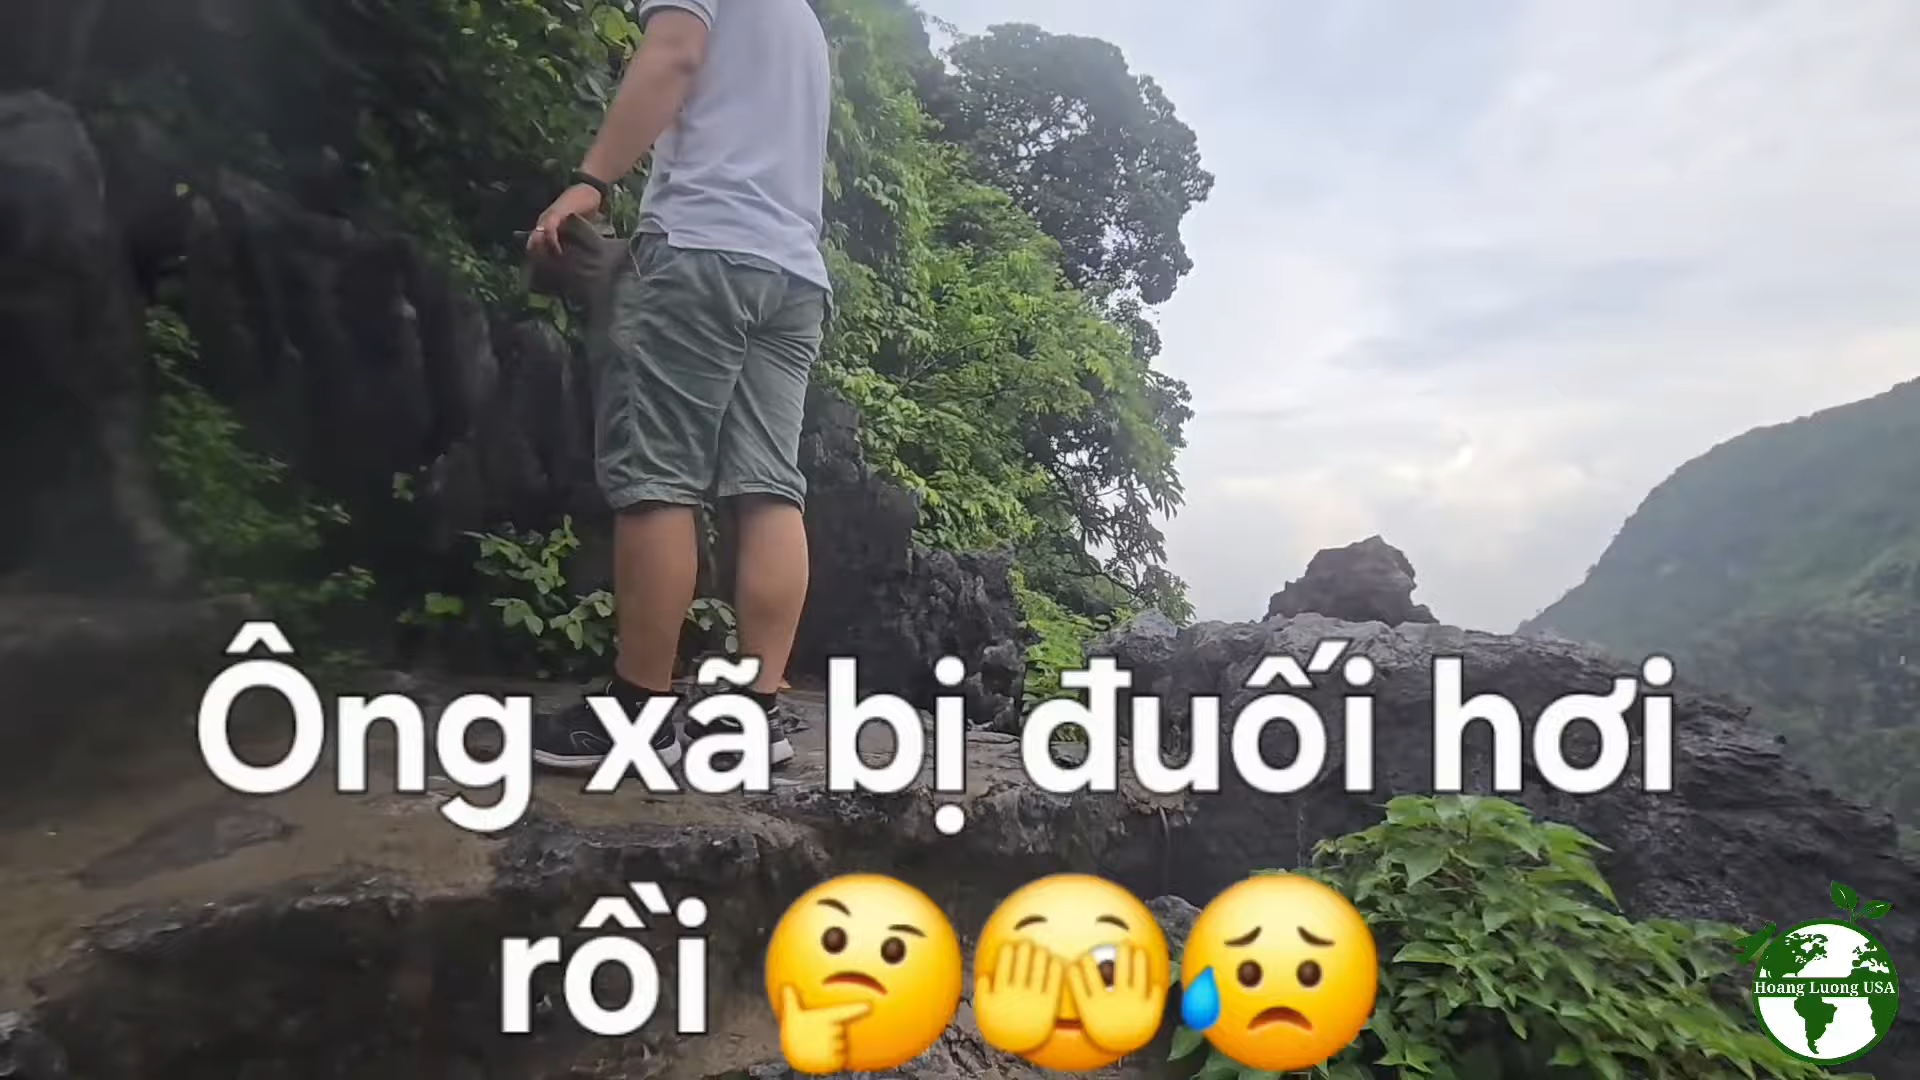 Ông xã bị đuối hơi
rồi 🤔🫣😥
Hoang Luong USA